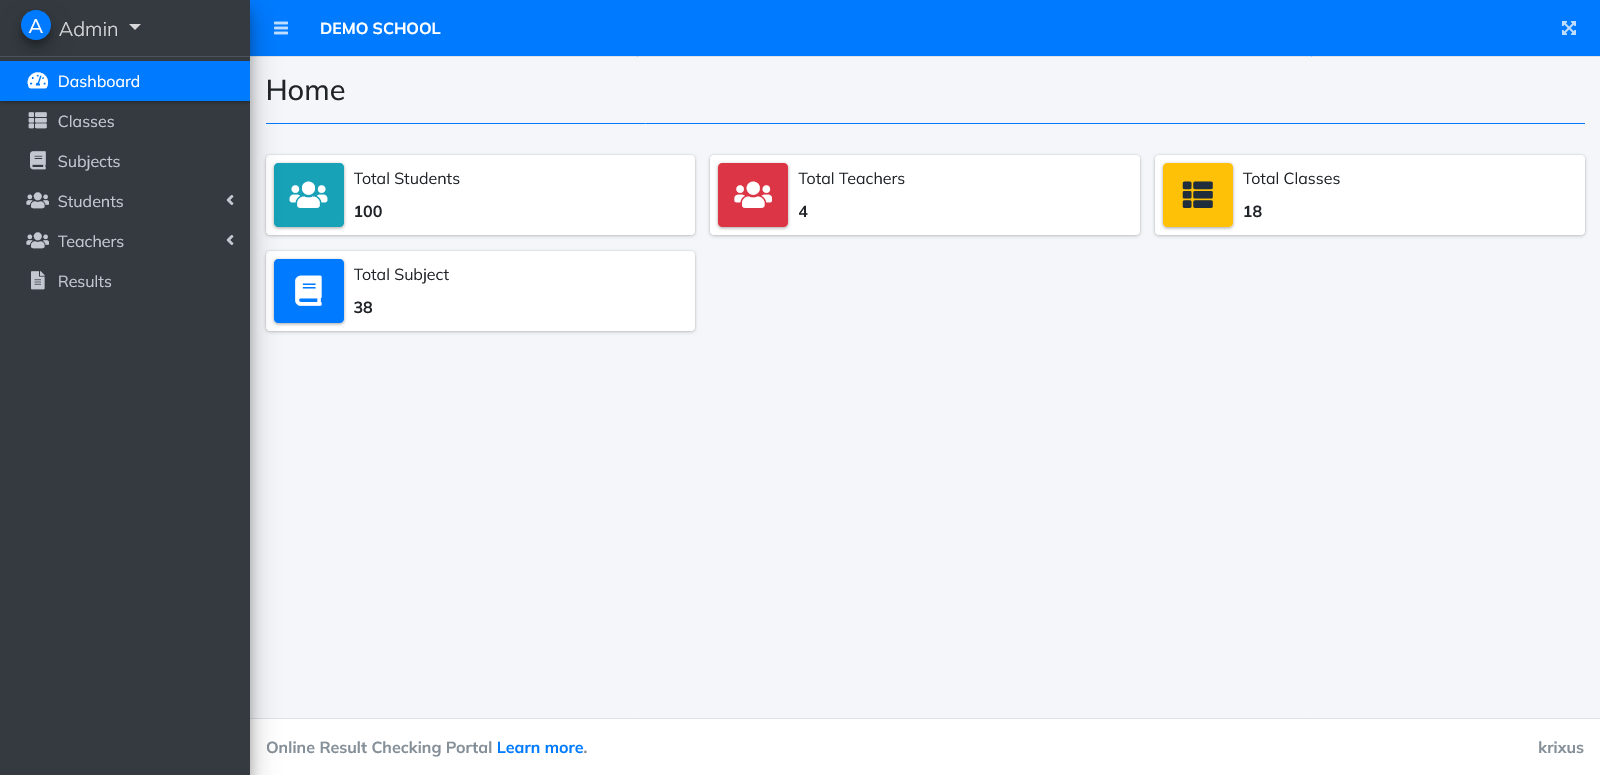 A Admin
DEMO SCHOOL
Dashboard
Classes
Subjects
Students
Teachers
Results
Home
Total Students
100
Total Teachers
4
Total Classes
18
Total Subject
38
Online Result Checking Portal Learn more.
krixus